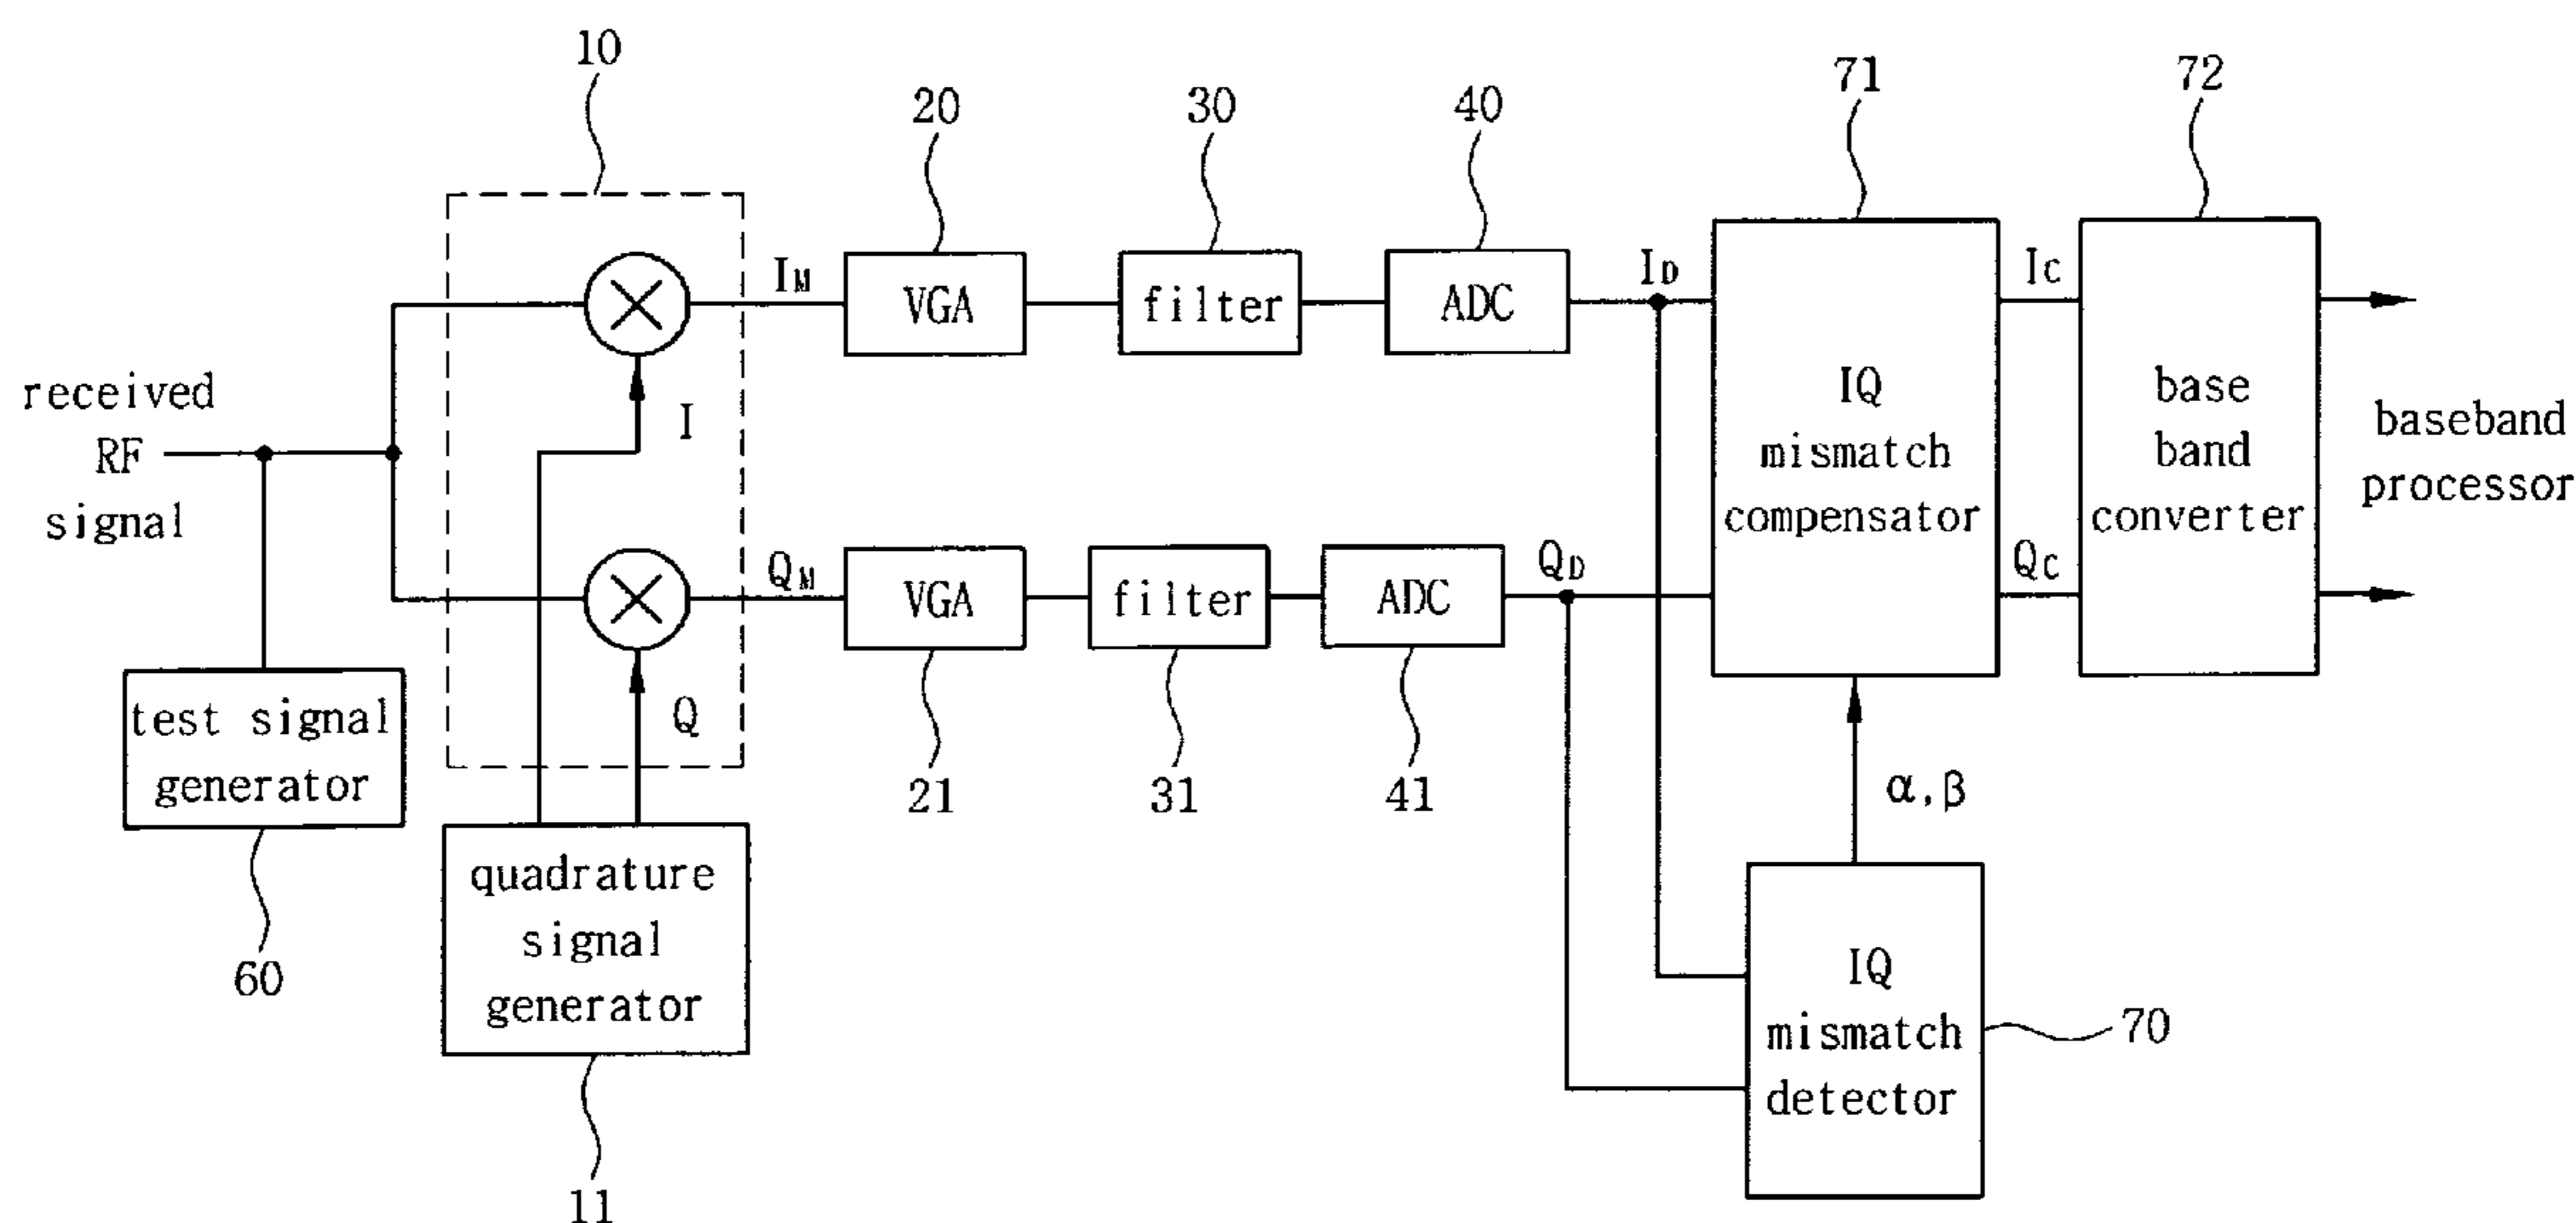 10
20
30
40
71
72
received
RF
signal
I
Q
IM
QM
VGA
filter
ADC
ID
VGA
filter
ADC
QD
21
31
41
IQ
mismatch
compensator
IC
QC
base
band
converter
baseband
processor
test signal
generator
60
quadrature
signal
generator
11
α,β
IQ
mismatch
detector
70